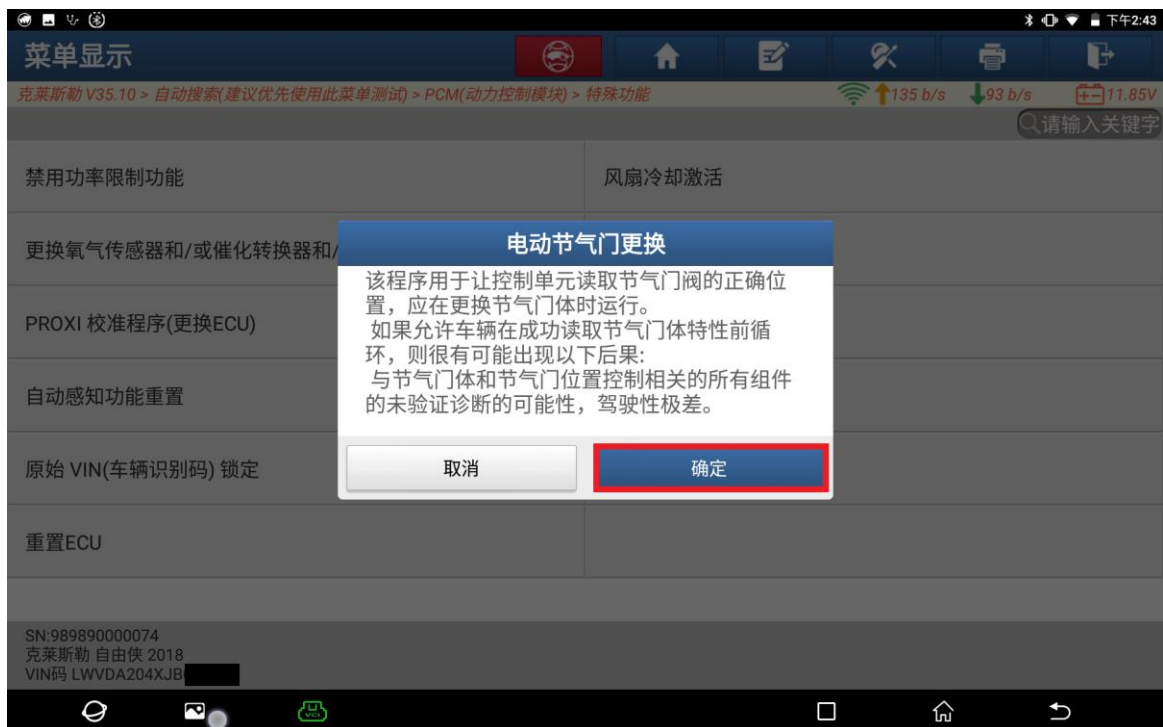 下午2:43
菜单显示
克莱斯勒 V35.10 > 自动搜索(建议优先使用此菜单测试) > PCM(动力控制模块) > 特殊功能
135 b/s
93 b/s
11.85V
请输入关键字
禁用功率限制功能
风扇冷却激活
更换氧气传感器和/或催化转换器和/
PROXI 校准程序(更换ECU)
自动感知功能重置
原始 VIN(车辆识别码) 锁定
重置ECU
电动节气门更换
该程序用于让控制单元读取节气门阀的正确位
置，应在更换节气门体时运行。
如果允许车辆在成功读取节气门体特性前循
环，则很有可能出现以下后果:
与节气门体和节气门位置控制相关的所有组件
的未验证诊断的可能性，驾驶性极差。
取消
确定
SN:989890000074
克莱斯勒 自由侠 2018
VIN码 LWVDA204XJB
VCI